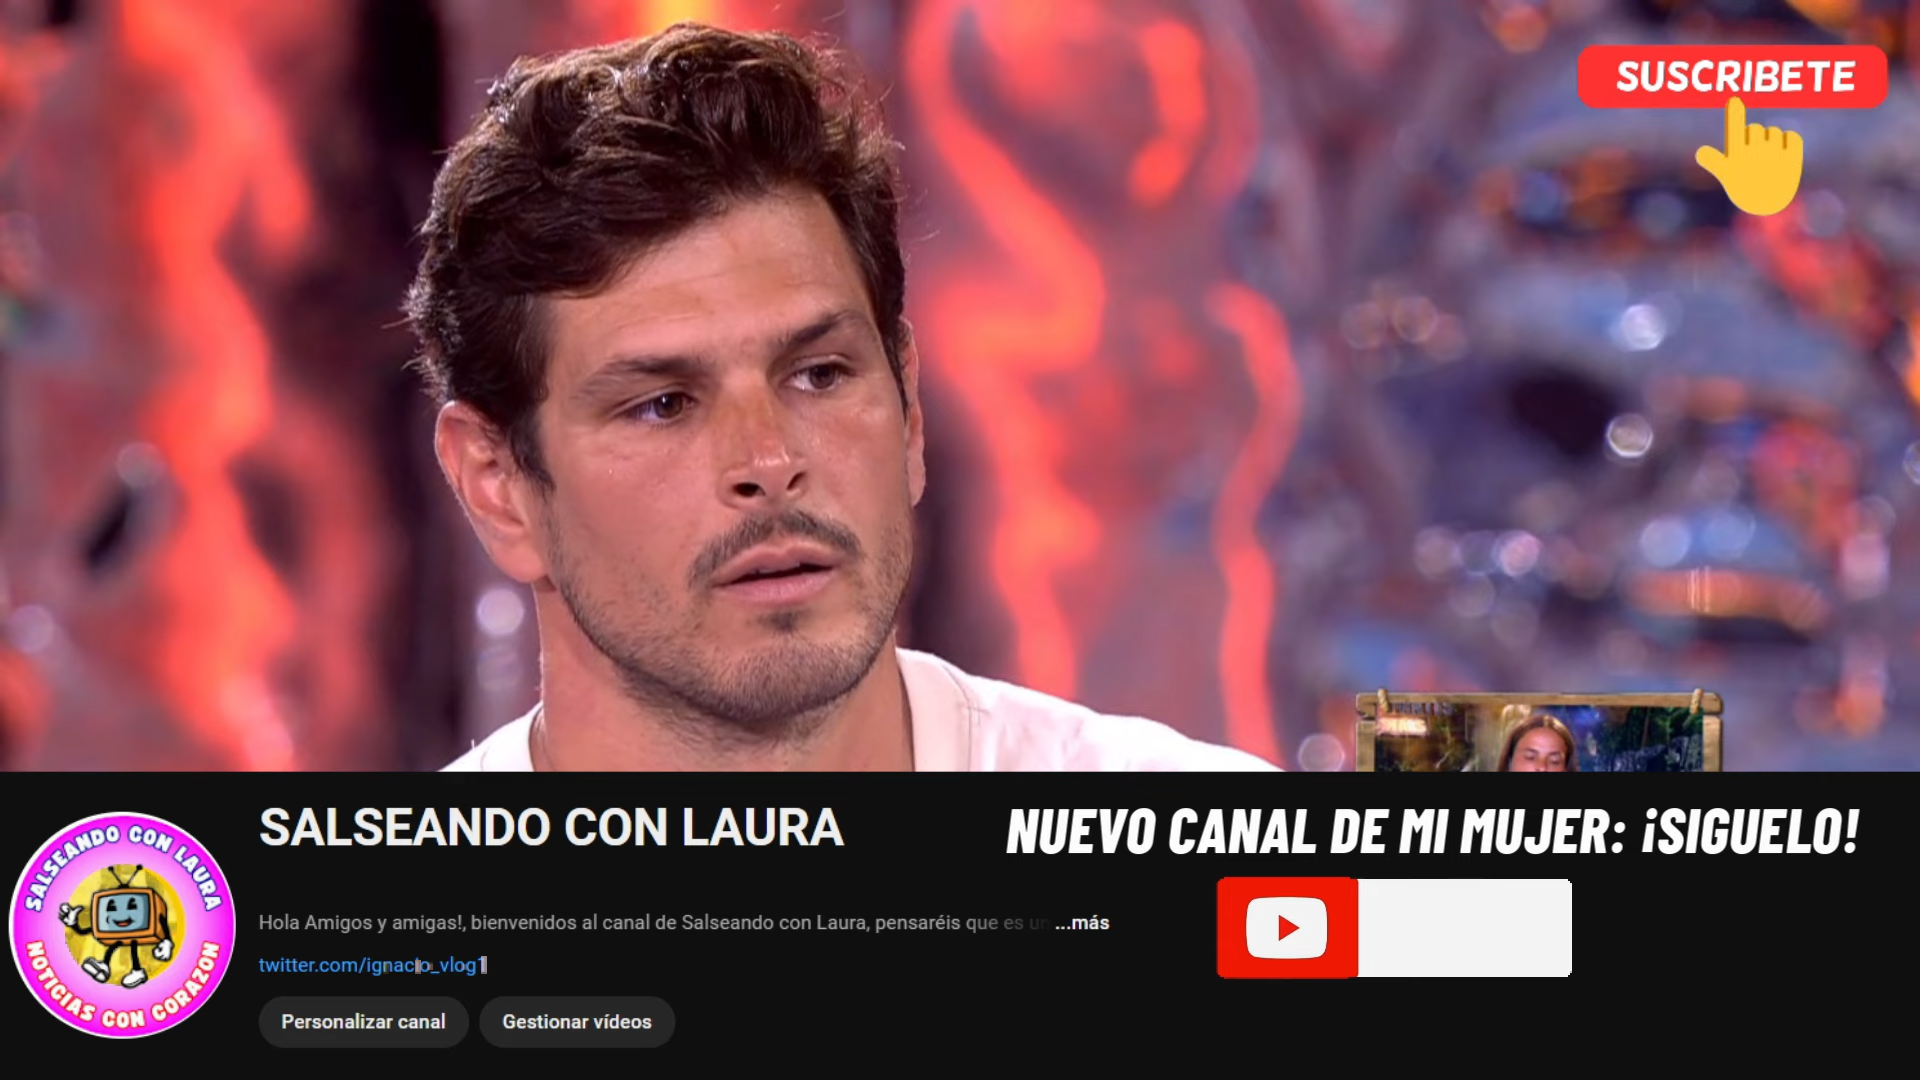 SUSCRIBETE
SALSEANDO CON LAURA
NUEVO CANAL DE MI MUJER: ¡SIGUELO!
SALSEANDO CON LAURA
NOTICIAS CON CORAZON
Hola Amigos y amigas!, bienvenidos al canal de Salseando con Laura, pensaréis que es un ...más
twitter.com/ignacio_vlog1
Personalizar canal
Gestionar vídeos